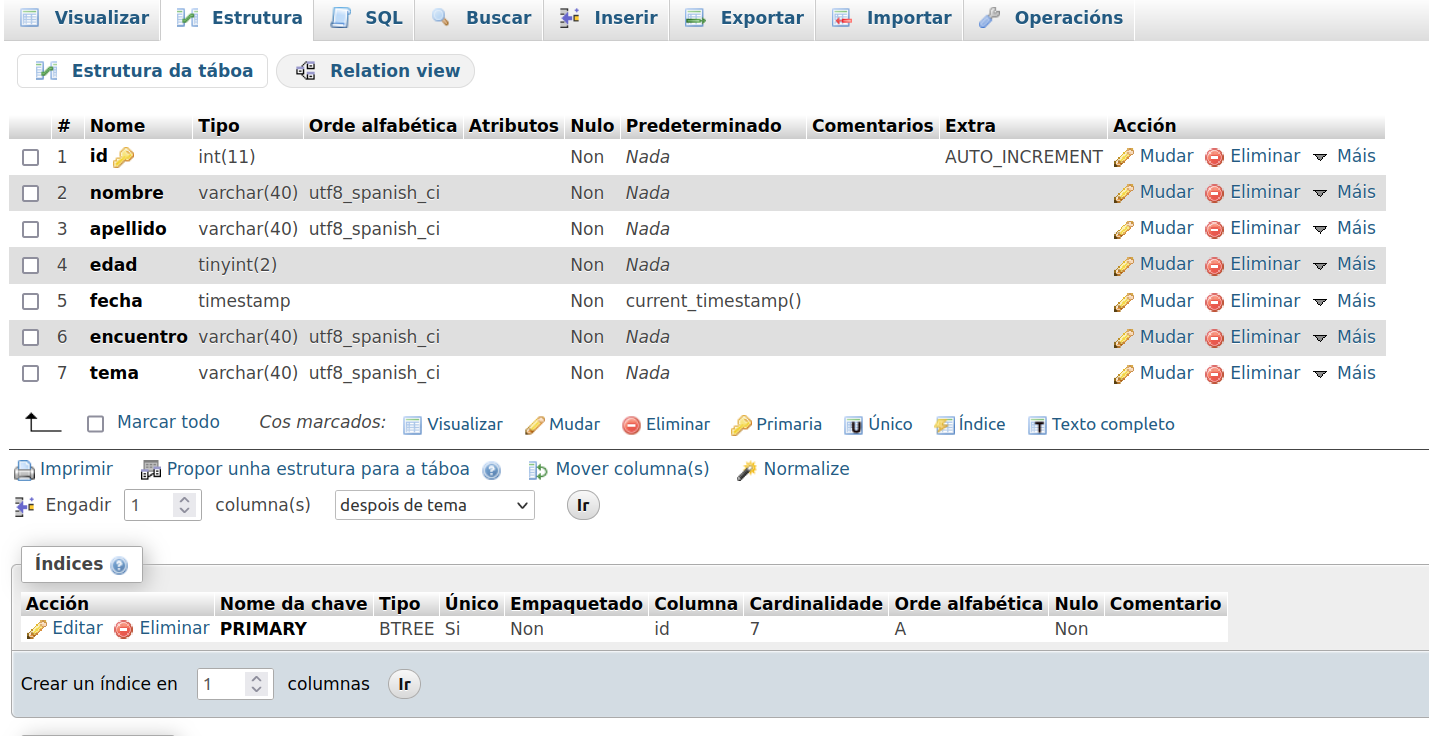 Visualizar Estrutura SQL Buscar Inserir Exportar Importar Operacións
Estrutura da táboa Relation view
# Nome Tipo Orde alfabética Atributos Nulo Predeterminado Comentarios Extra Acción
1 id int(11) Non Nada AUTO_INCREMENT Mudar Eliminar Máis
2 nombre varchar(40) utf8_spanish_ci Non Nada Mudar Eliminar Máis
3 apellido varchar(40) utf8_spanish_ci Non Nada Mudar Eliminar Máis
4 edad tinyint(2) Non Nada Mudar Eliminar Máis
5 fecha timestamp Non current_timestamp() Mudar Eliminar Máis
6 encuentro varchar(40) utf8_spanish_ci Non Nada Mudar Eliminar Máis
7 tema varchar(40) utf8_spanish_ci Non Nada Mudar Eliminar Máis
Marcar todo Cos marcados: Visualizar Mudar Eliminar Primaria U Único Índice T Texto completo
Imprimir Propor unha estrutura para a táboa ? Mover columna(s) Normalize
Engadir 1 columna(s) despois de tema Ir
Índices ?
Acción Nome da chave Tipo Único Empaquetado Columna Cardinalidade Orde alfabética Nulo Comentario
Editar Eliminar PRIMARY BTREE Si Non id 7 A Non
Crear un índice en 1 columnas Ir